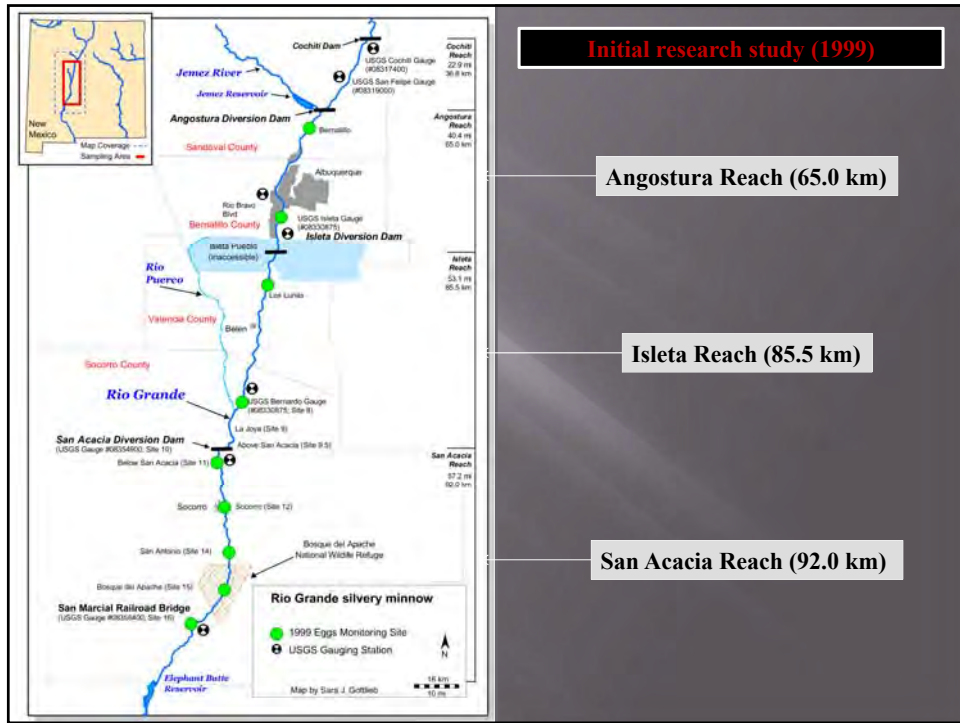 Initial research study (1999)
New
Mexico
Map Coverage
Sampling Area
Cochiti Dam
USGS Cochiti Gauge
(#08317400)
USGS San Felipe Gauge
(#08319000)
Cochiti
Reach
22.9 mi
36.8 km
Jemez River
Jemez Reservoir
Angostura Diversion Dam
Bernalillo
Angostura
Reach
40.4 mi
65.0 km
Sandoval County
Albuquerque
Angostura Reach (65.0 km)
Rio Bravo
Blvd
Bernalillo County
USGS Isleta Gauge
(#08330875)
Isleta Diversion Dam
Isleta Pueblo
(inaccessible)
Isleta
Reach
53.1 mi
85.5 km
Rio
Puerco
Los Lunas
Valencia County
Belen
Isleta Reach (85.5 km)
Socorro County
Rio Grande
USGS Bernardo Gauge
(#08330875; Site 8)
La Joya (Site 9)
San Acacia Diversion Dam
(USGS Gauge #08354900, Site 10)
Above San Acacia (Site 9.5)
Below San Acacia (Site 11)
San Acacia
Reach
57.2 mi
92.0 km
Socorro
Socorro (Site 12)
San Antonio (Site 14)
Bosque del Apache
National Wildlife Refuge
San Acacia Reach (92.0 km)
Bosque del Apache (Site 15)
San Marcial Railroad Bridge
(USGS Gauge #08358400, Site 16)
Rio Grande silvery minnow
1999 Eggs Monitoring Site
USGS Gauging Station
N
Elephant Butte
Reservoir
Map by Sara J. Gottlieb
16 km
10 mi